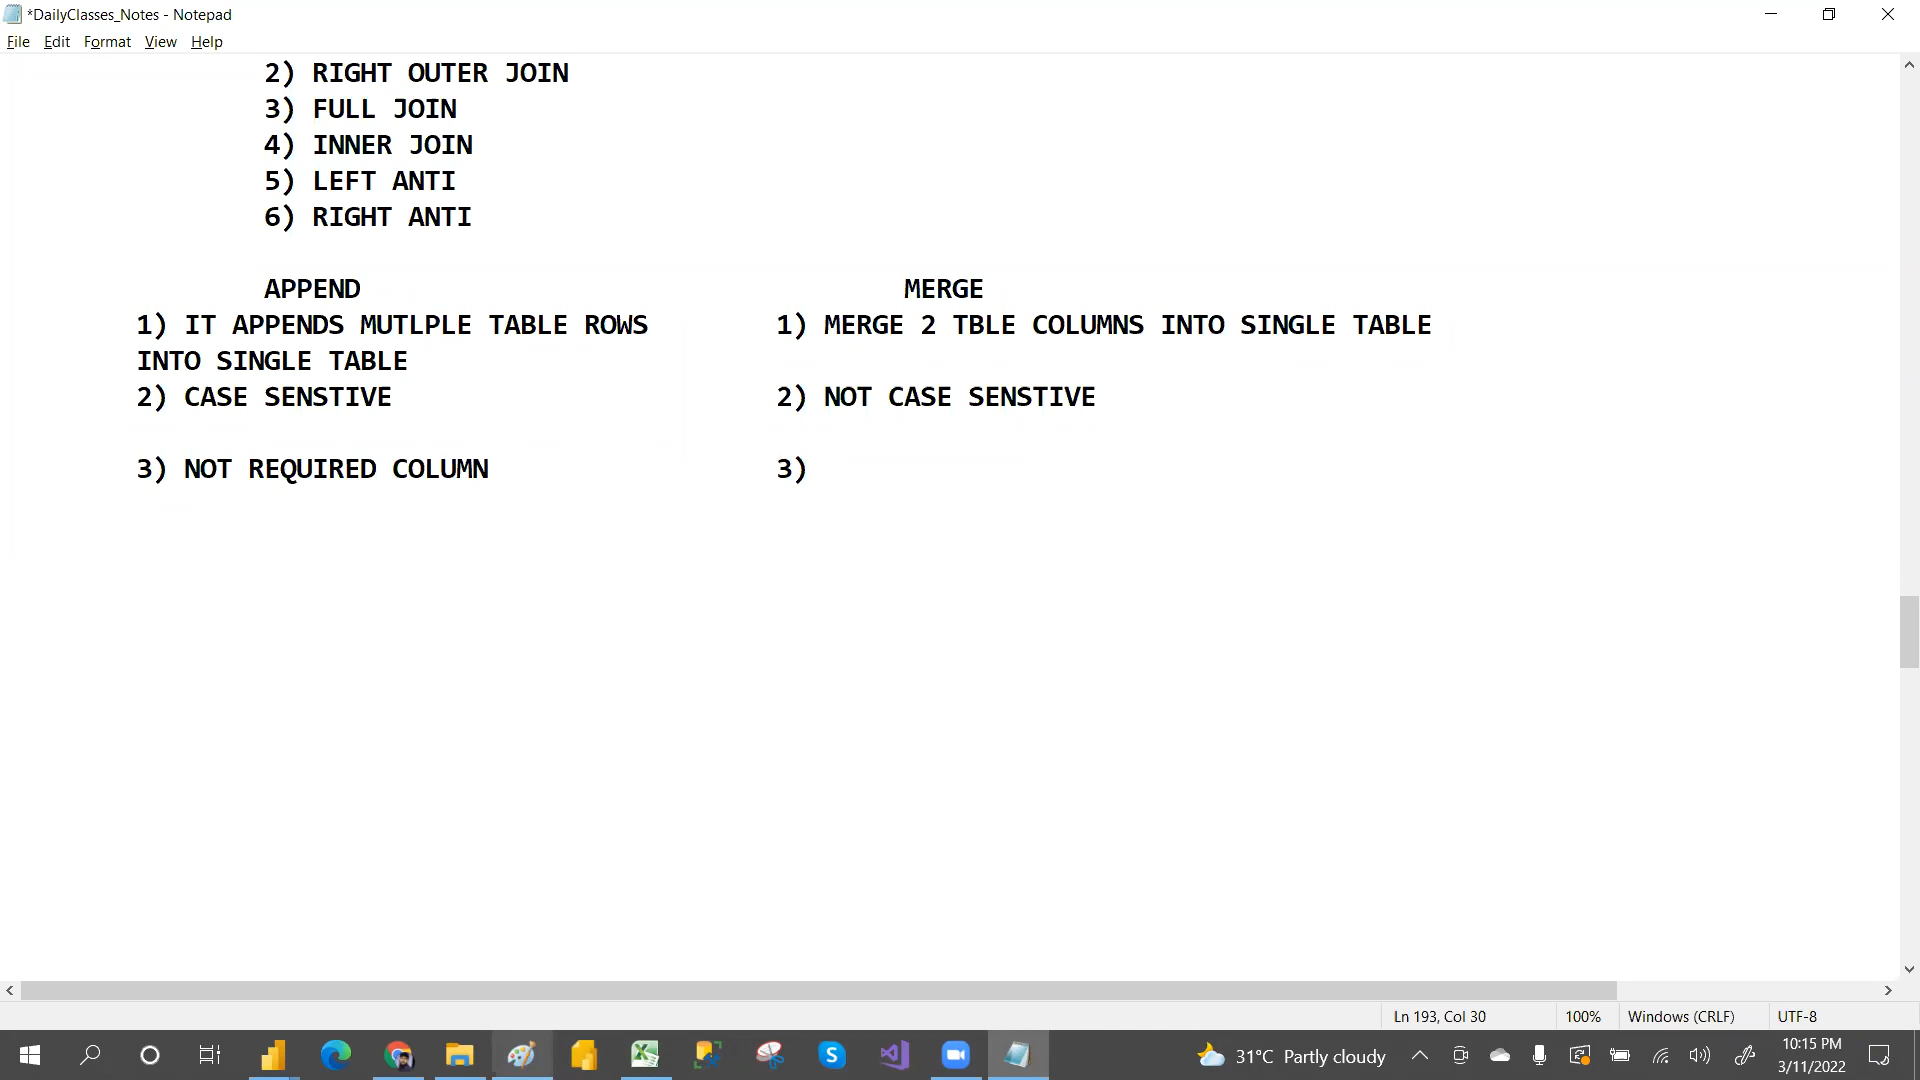 *DailyClasses_Notes - Notepad
File Edit Format View Help
2) RIGHT OUTER JOIN
3) FULL JOIN
4) INNER JOIN
5) LEFT ANTI
6) RIGHT ANTI
APPEND MERGE
1) IT APPENDS MUTLPLE TABLE ROWS 1) MERGE 2 TBLE COLUMNS INTO SINGLE TABLE
INTO SINGLE TABLE
2) CASE SENSTIVE 2) NOT CASE SENSTIVE
3) NOT REQUIRED COLUMN 3)
Ln 193, Col 30 100% Windows (CRLF) UTF-8
31°C Partly cloudy 10:15 PM
3/11/2022